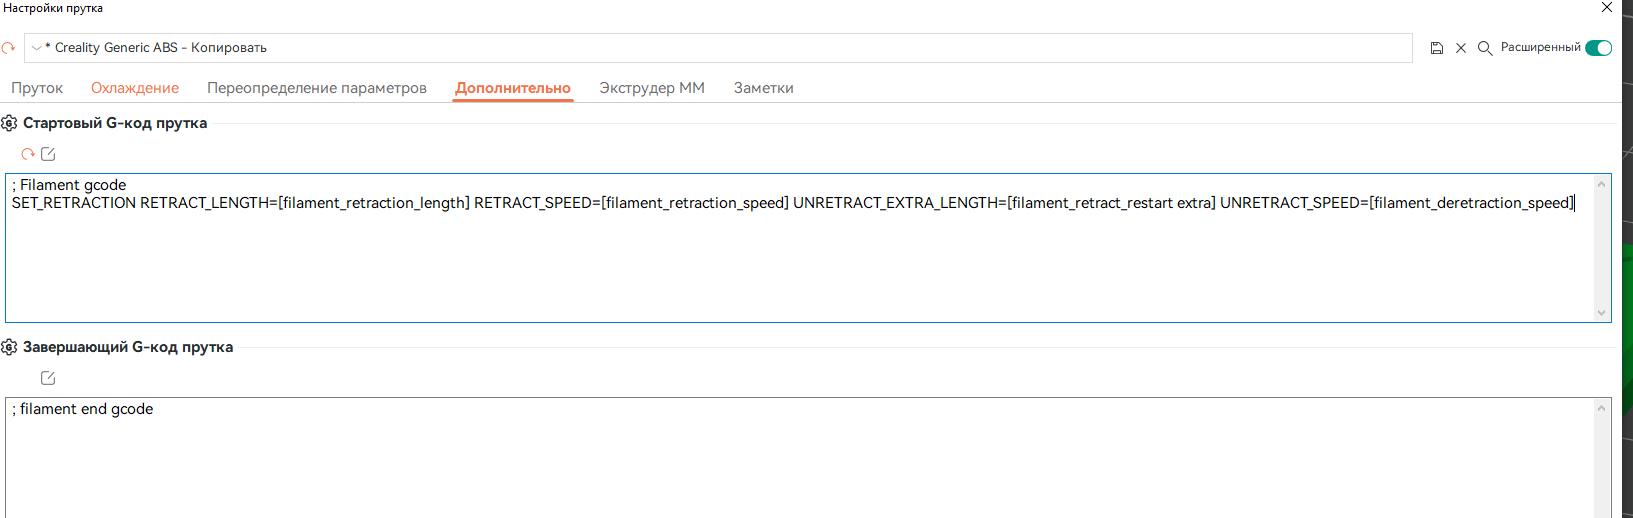 Настройки прутка
* Creality Generic ABS - Копировать
Расширенный
Пруток Охлаждение Переопределение параметров Дополнительно Экструдер ММ Заметки
Стартовый G-код прутка
; Filament gcode
SET_RETRACTION RETRACT_LENGTH=[filament_retraction_length] RETRACT_SPEED=[filament_retraction_speed] UNRETRACT_EXTRA_LENGTH=[filament_retract_restart extra] UNRETRACT_SPEED=[filament_deretraction_speed]
Завершающий G-код прутка
; filament end gcode